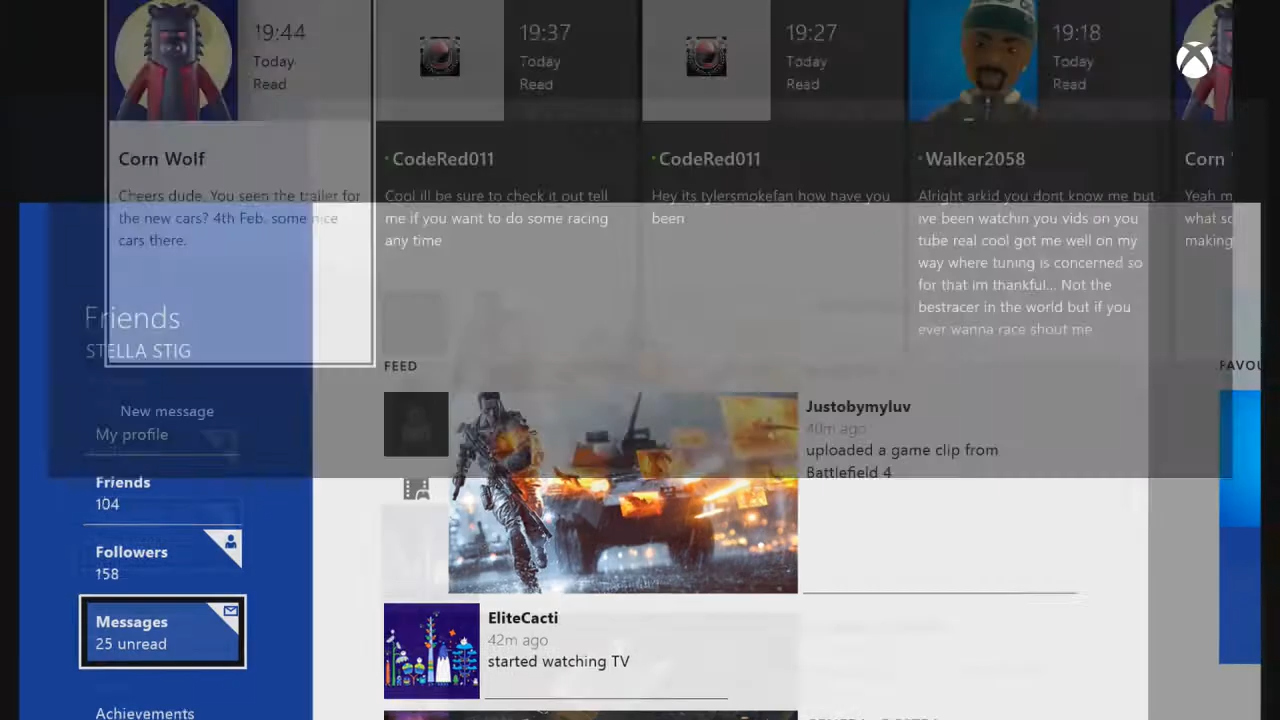 19:44
Today
Read
Corn Wolf
Cheers dude. You seen the trailer for
the new cars? 4th Feb. some nice
cars there.
19:37
Today
Read
CodeRed011
Cool ill be sure to check it out tell
me if you want to do some racing
any time
19:27
Today
Read
CodeRed011
Hey its tylersmokefan how have you
been
19:18
Today
Read
Walker2058
Alright arkid you dont know me but
ive been watchin you vids on you
tube real cool got me well on my
way where tuning is concerned so
for that im thankful... Not the
bestracer in the world but if you
ever wanna race shout me
Corn
Yeah m
what so
making
Friends
STELLA STIG
New message
My profile
Friends
104
Followers
158
Messages
25 unread
Achievements
FEED
Justobymyluv
40m ago
uploaded a game clip from
Battlefield 4
EliteCacti
42m ago
started watching TV
FAVOU